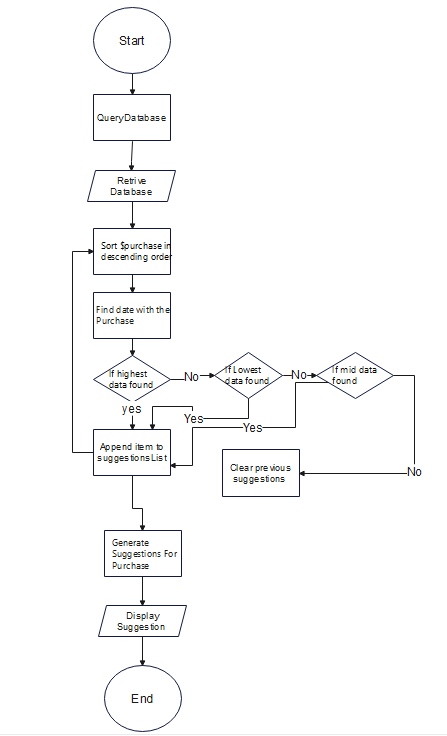 Start
QueryDatabase
Retrive
Database
Sort $purchase in
descending order
Find date with the
Purchase
If highest
data found
No
If Lowest
data found
No
If mid data
found
yes
Yes
Yes
Append item to
suggestions List
Clear previous
suggestions
No
Generate
Suggestions For
Purchase
Display
Suggestion
End